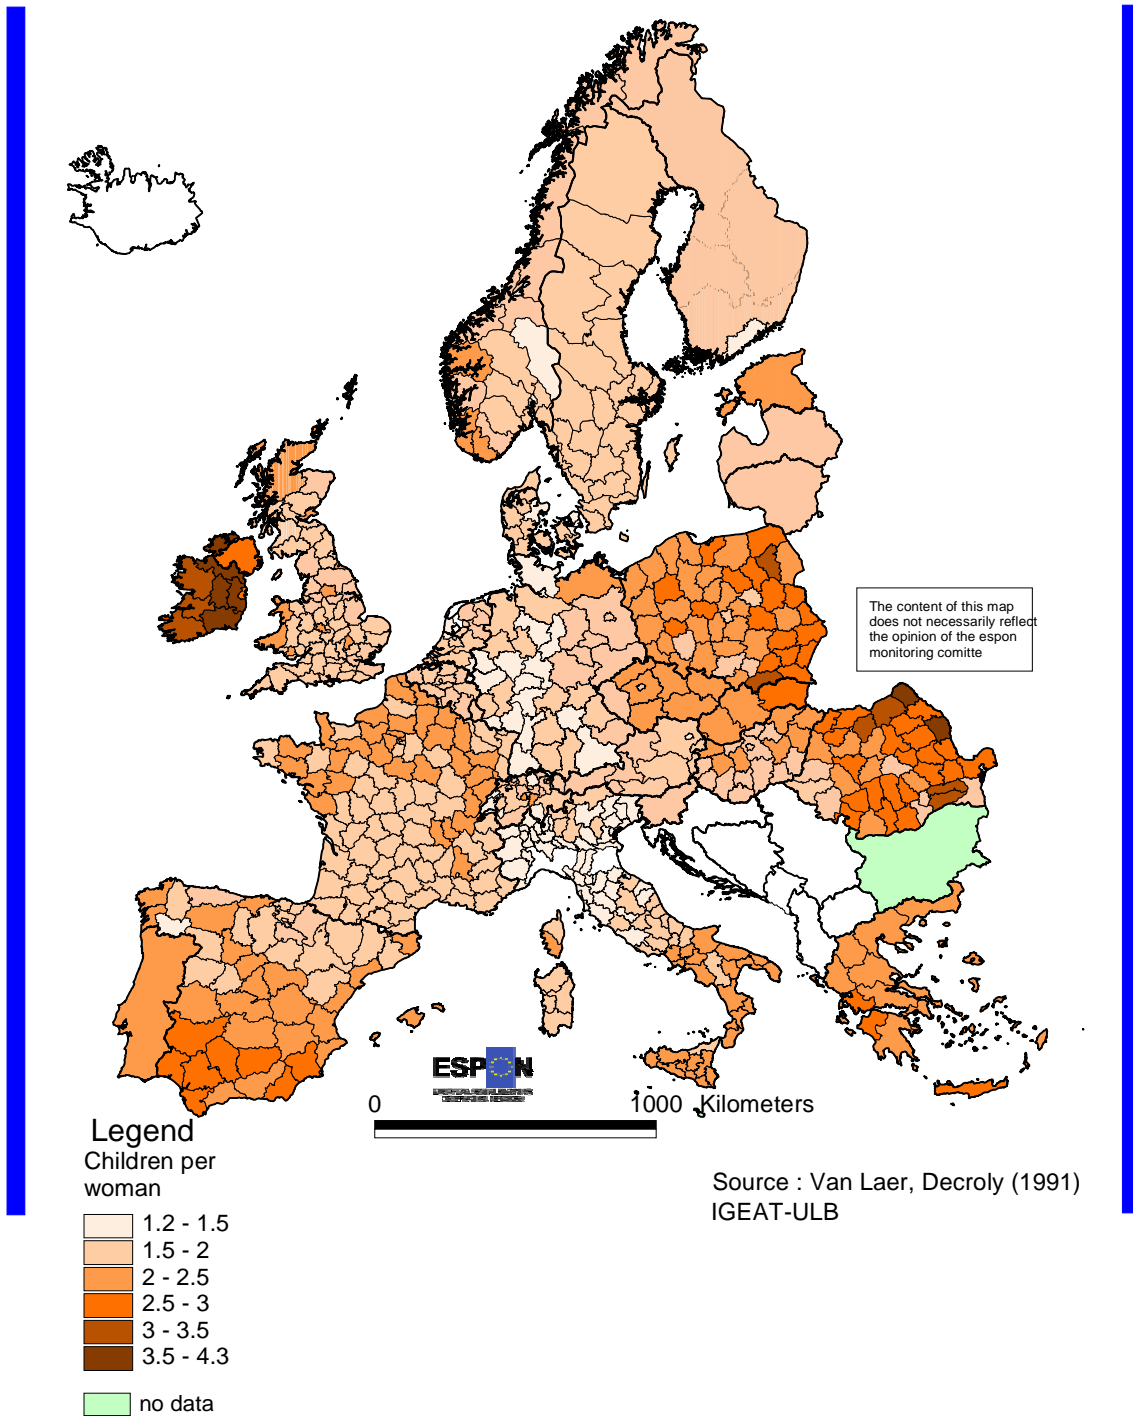 The content of this map
does not necessarily reflect
the opinion of the espon
monitoring comitte
ESPON
0 1000 Kilometers
Legend
Children per
woman
1.2 - 1.5
1.5 - 2
2 - 2.5
2.5 - 3
3 - 3.5
3.5 - 4.3
no data
Source : Van Laer, Decroly (1991)
IGEAT-ULB